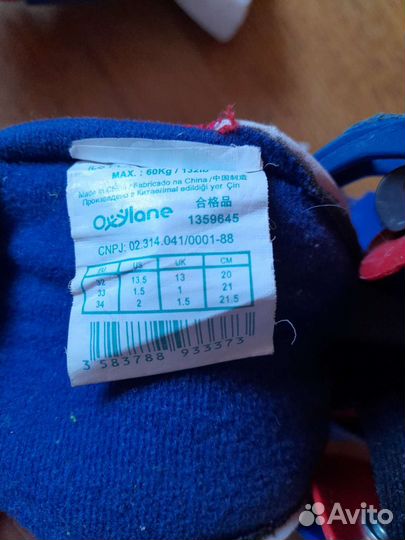 MAX. : 60Kg / 132lb
Made in China / Fabricado na China / 中国制造
Произведено в Китае/imal edildiği yer Çin
Oxylane 合格品
1359645
CNPJ: 02.314.041/0001-88
EU US UK CM
32 13.5 13 20
33 1.5 1 21
34 2 1.5 21.5
3 583788 933373
Avito